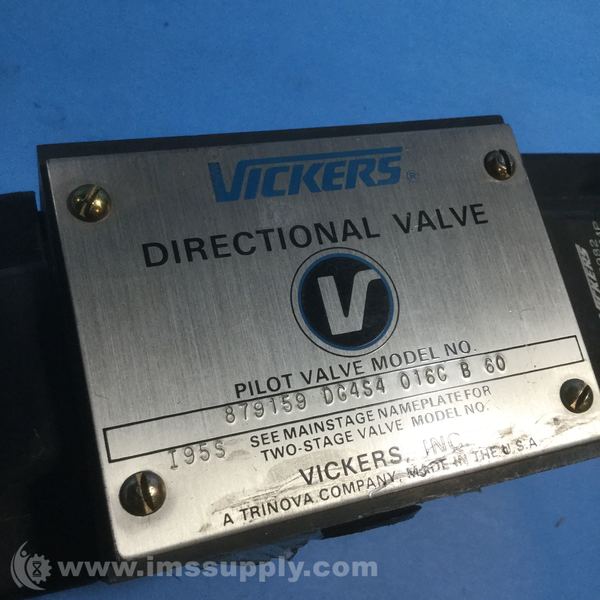 VICKERS®
DIRECTIONAL VALVE
V
PILOT VALVE MODEL NO.
879159 DG4S4 016C B 60
I95S
SEE MAINSTAGE NAMEPLATE FOR
TWO-STAGE VALVE MODEL NO.
VICKERS, INC.
A TRINOVA COMPANY, MADE IN THE U.S.A
VICKERS
www.imssupply.com